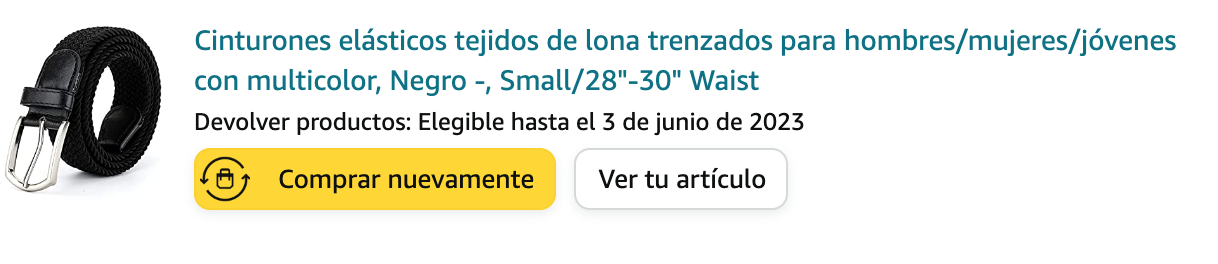 Cinturones elásticos tejidos de lona trenzados para hombres/mujeres/jóvenes
con multicolor, Negro -, Small/28"-30" Waist
Devolver productos: Elegible hasta el 3 de junio de 2023
Comprar nuevamente
Ver tu artículo